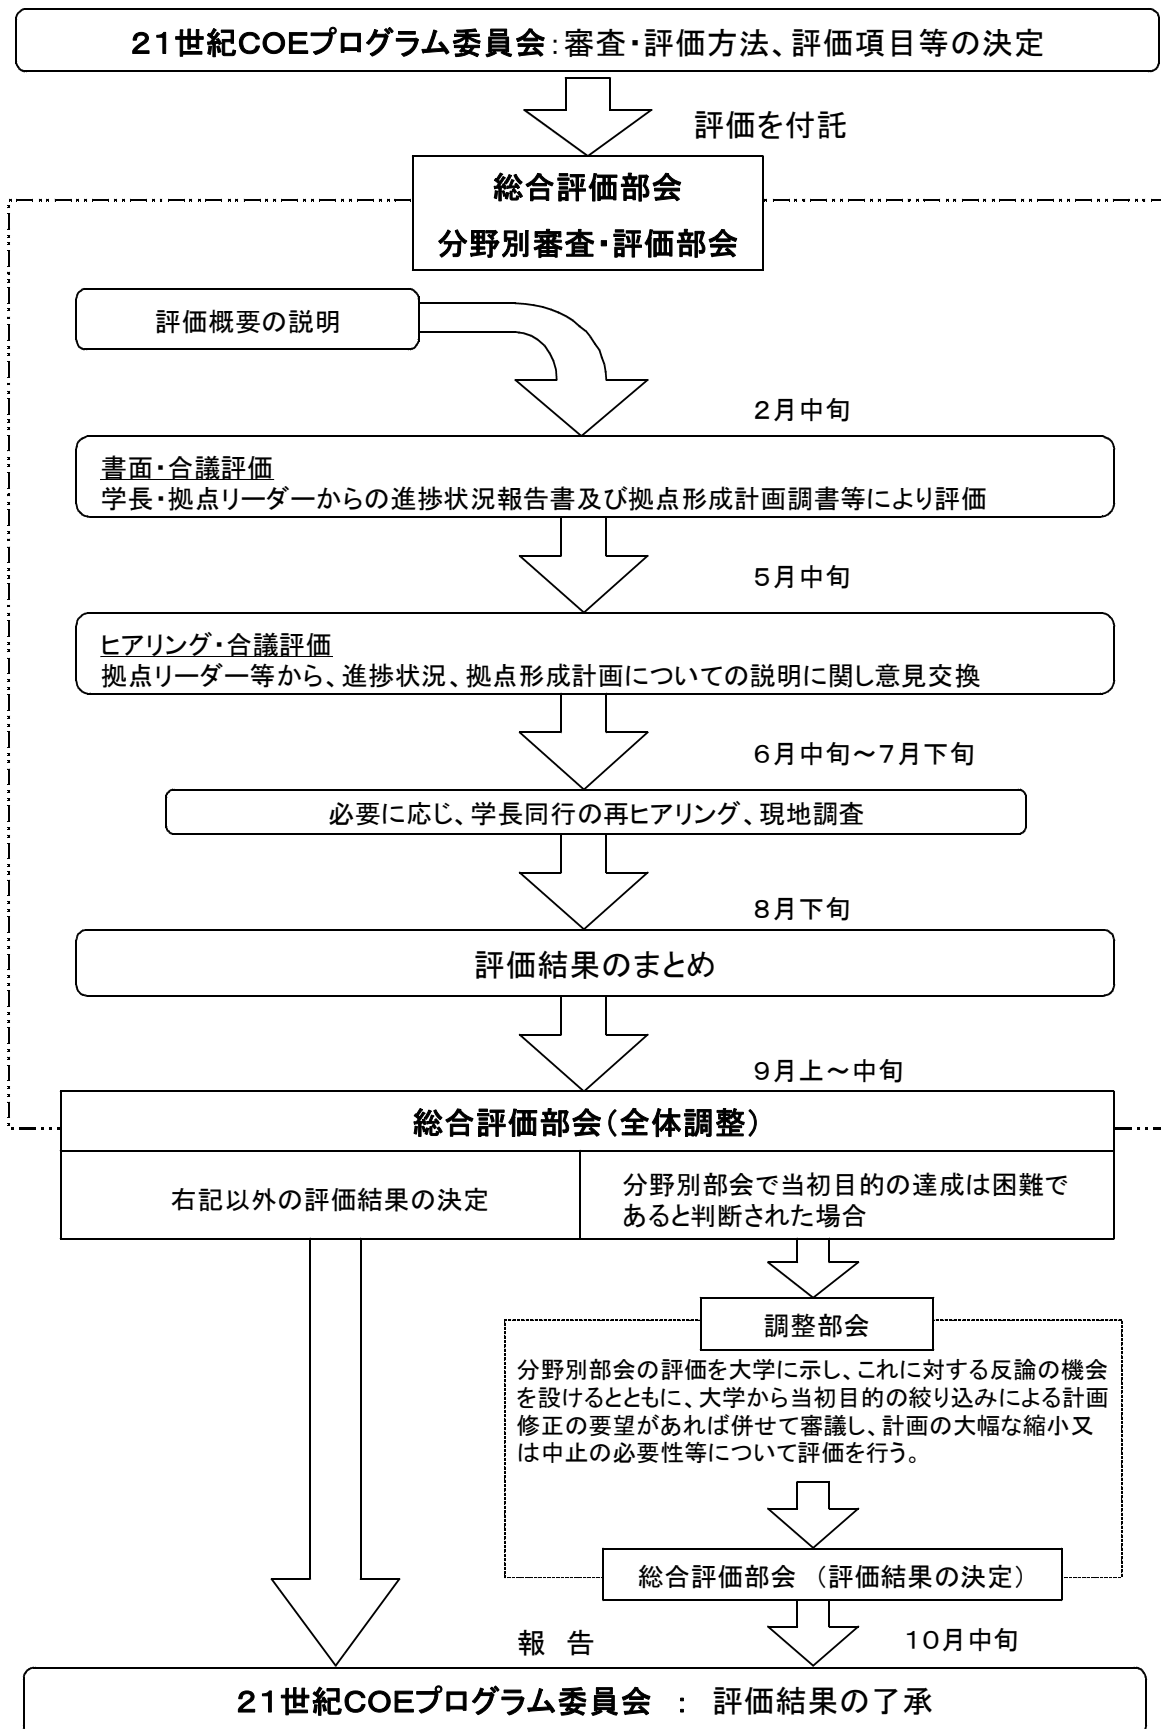 21世紀COEプログラム委員会:審査・評価方法、評価項目等の決定
評価を付託
総合評価部会
分野別審査・評価部会
評価概要の説明
2月中旬
書面・合議評価
学長・拠点リーダーからの進捗状況報告書及び拠点形成計画調書等により評価
5月中旬
ヒアリング・合議評価
拠点リーダー等から、進捗状況、拠点形成計画についての説明に関し意見交換
6月中旬~7月下旬
必要に応じ、学長同行の再ヒアリング、現地調査
8月下旬
評価結果のまとめ
9月上~中旬
総合評価部会(全体調整)
右記以外の評価結果の決定
分野別部会で当初目的の達成は困難で
あると判断された場合
調整部会
分野別部会の評価を大学に示し、これに対する反論の機会
を設けるとともに、大学から当初目的の絞り込みによる計画
修正の要望があれば併せて審議し、計画の大幅な縮小又
は中止の必要性等について評価を行う。
総合評価部会 (評価結果の決定)
報 告
10月中旬
21世紀COEプログラム委員会 : 評価結果の了承